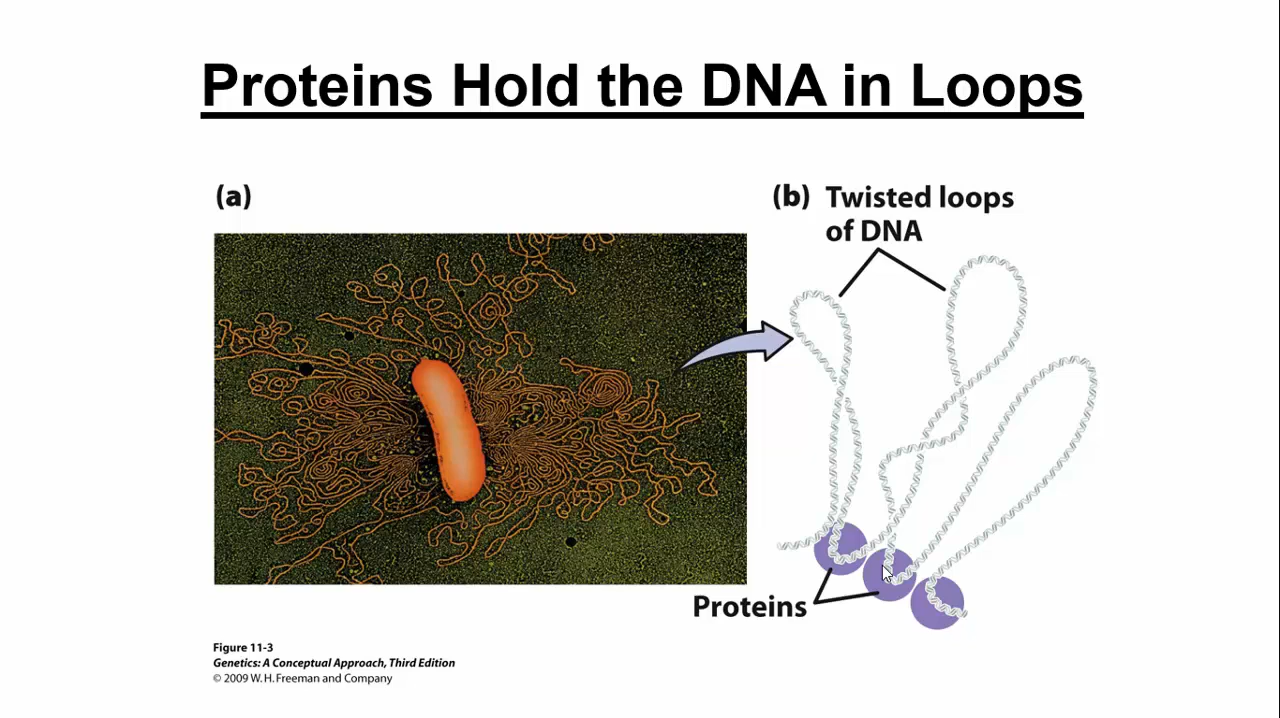 Proteins Hold the DNA in Loops
(a)
(b) Twisted loops
of DNA
Proteins
Figure 11-3
Genetics: A Conceptual Approach, Third Edition
© 2009 W. H. Freeman and Company